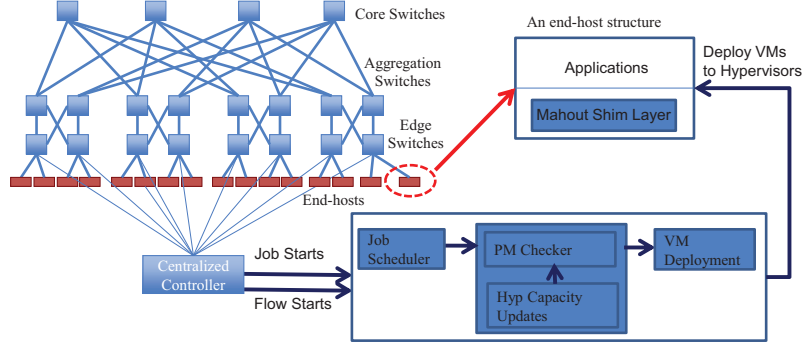 Core Switches
An end-host structure
Aggregation
Switches
Applications
Deploy VMs
to Hypervisors
Mahout Shim Layer
Edge
Switches
End-hosts
Job Starts
Centralized
Controller
Flow Starts
Job
Scheduler
PM Checker
VM
Deployment
Hyp Capacity
Updates